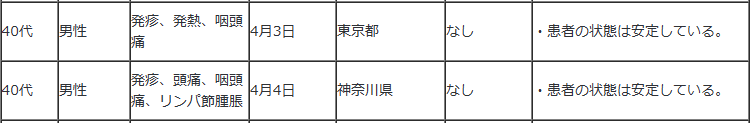 40代 男性 発疹、発熱、咽頭痛 4月3日 東京都 なし ・患者の状態は安定している。
40代 男性 発疹、頭痛、咽頭痛、リンパ節腫脹 4月4日 神奈川県 なし ・患者の状態は安定している。